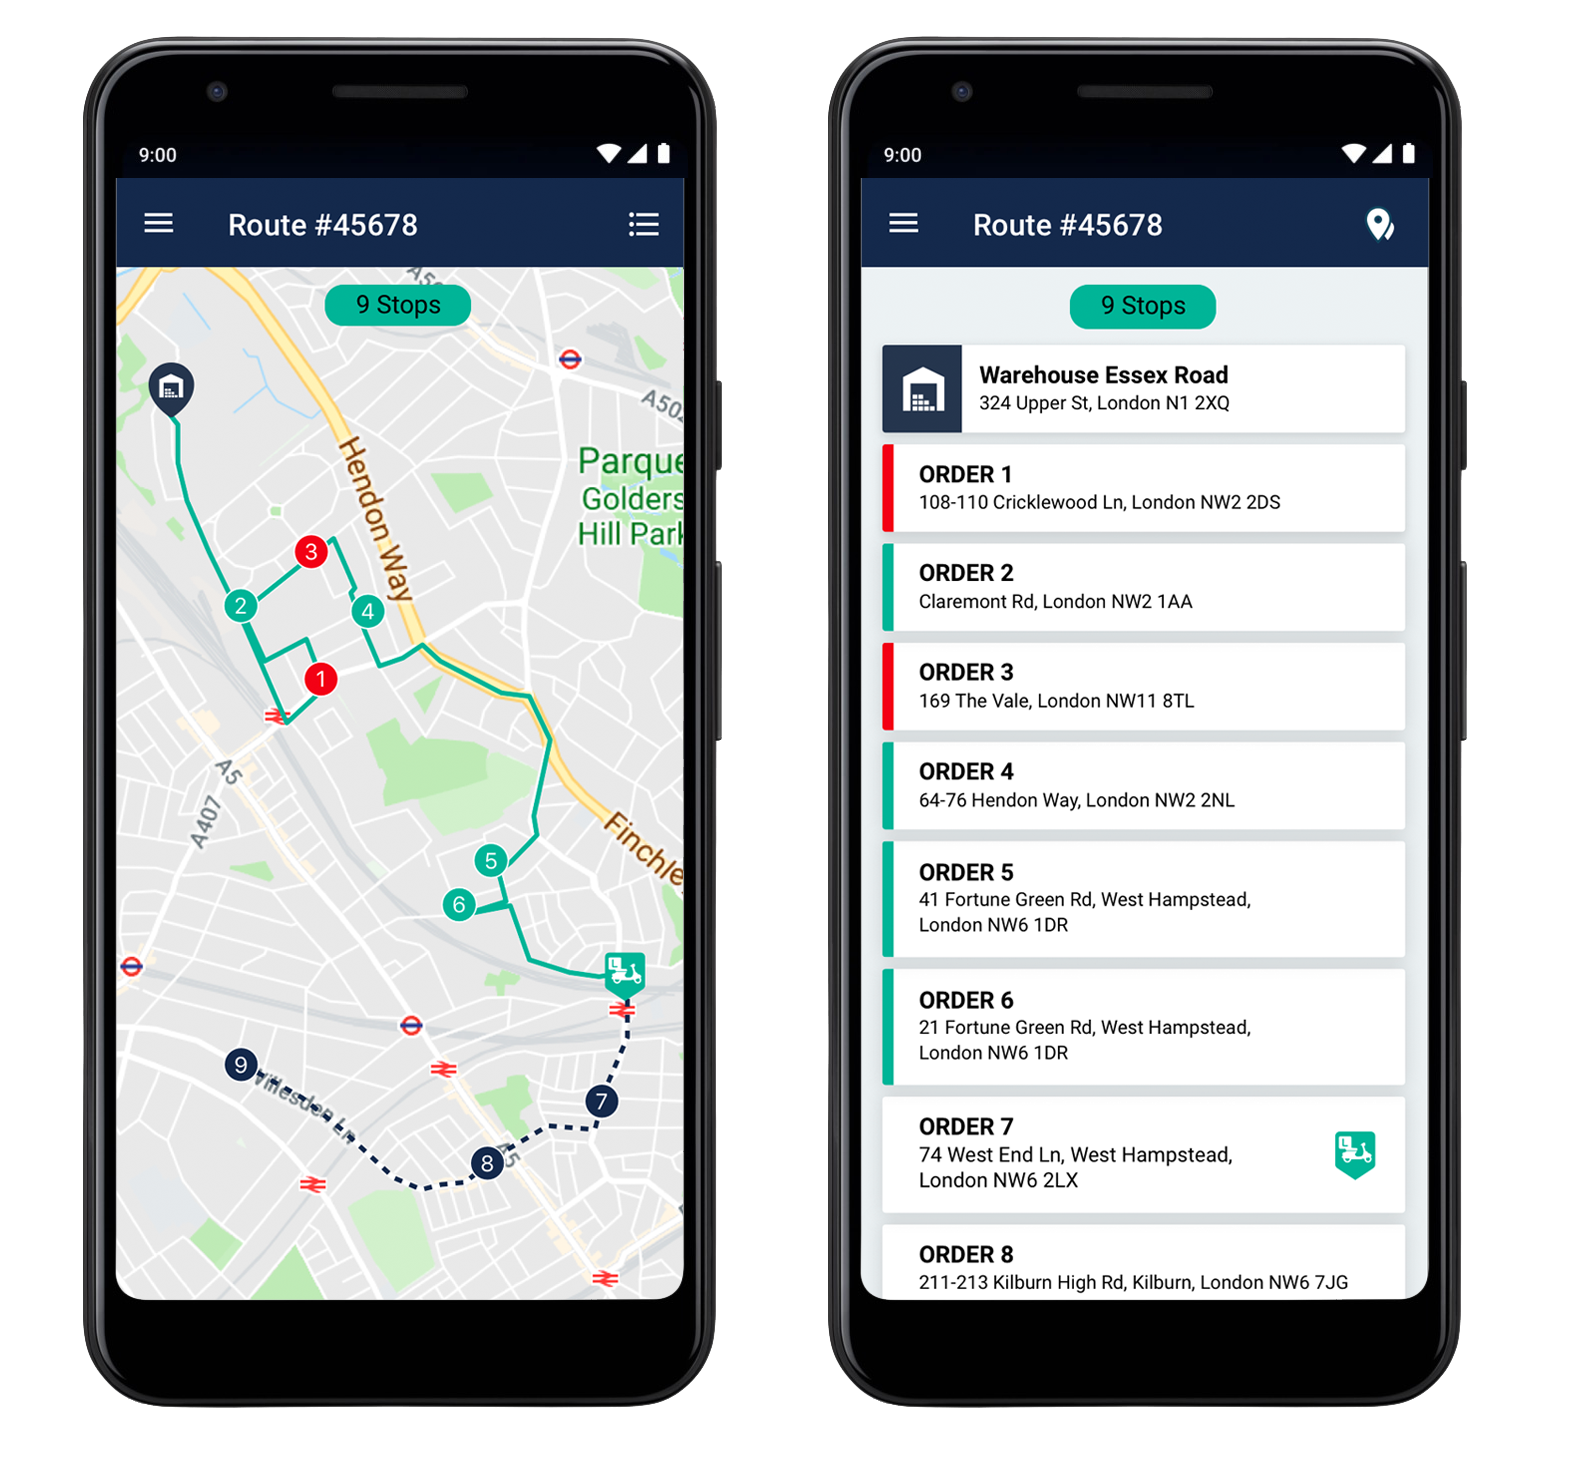 9:00
Route #45678
9 Stops
A502
Hendon Way
Parque
Golders
Hill Park
3
2
4
1
A5
A407
Finchle
5
6
L
9
Willesden Ln
7
8
A5
9:00
Route #45678
9 Stops
Warehouse Essex Road
324 Upper St, London N1 2XQ
ORDER 1
108-110 Cricklewood Ln, London NW2 2DS
ORDER 2
Claremont Rd, London NW2 1AA
ORDER 3
169 The Vale, London NW11 8TL
ORDER 4
64-76 Hendon Way, London NW2 2NL
ORDER 5
41 Fortune Green Rd, West Hampstead,
London NW6 1DR
ORDER 6
21 Fortune Green Rd, West Hampstead,
London NW6 1DR
ORDER 7
74 West End Ln, West Hampstead,
London NW6 2LX
L
ORDER 8
211-213 Kilburn High Rd, Kilburn, London NW6 7JG